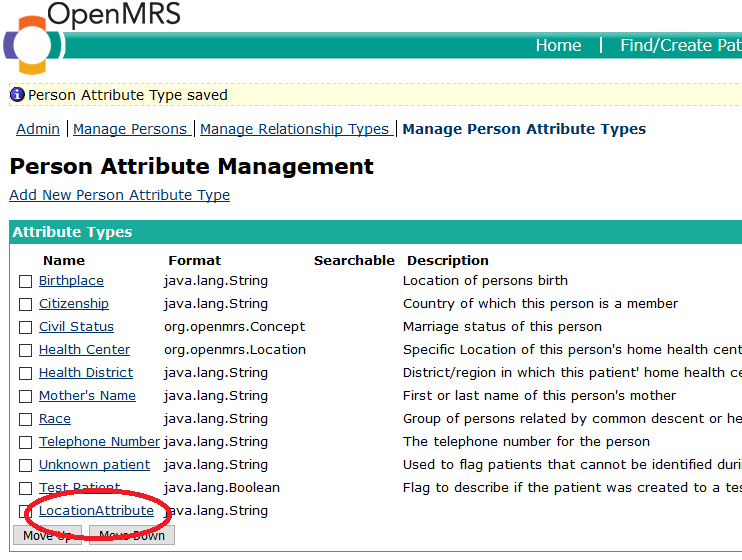 OpenMRS
Home | Find/Create Pat
Person Attribute Type saved
Admin | Manage Persons | Manage Relationship Types | Manage Person Attribute Types
Person Attribute Management
Add New Person Attribute Type
Attribute Types
Name Format Searchable Description
Birthplace java.lang.String Location of persons birth
Citizenship java.lang.String Country of which this person is a member
Civil Status org.openmrs.Concept Marriage status of this person
Health Center org.openmrs.Location Specific Location of this person's home health cent
Health District java.lang.String District/region in which this patient' home health ce
Mother's Name java.lang.String First or last name of this person's mother
Race java.lang.String Group of persons related by common descent or he
Telephone Number java.lang.String The telephone number for the person
Unknown patient java.lang.String Used to flag patients that cannot be identified duri
Test Patient java.lang.Boolean Flag to describe if the patient was created to a tes
LocationAttribute java.lang.String
Move Up Move Down